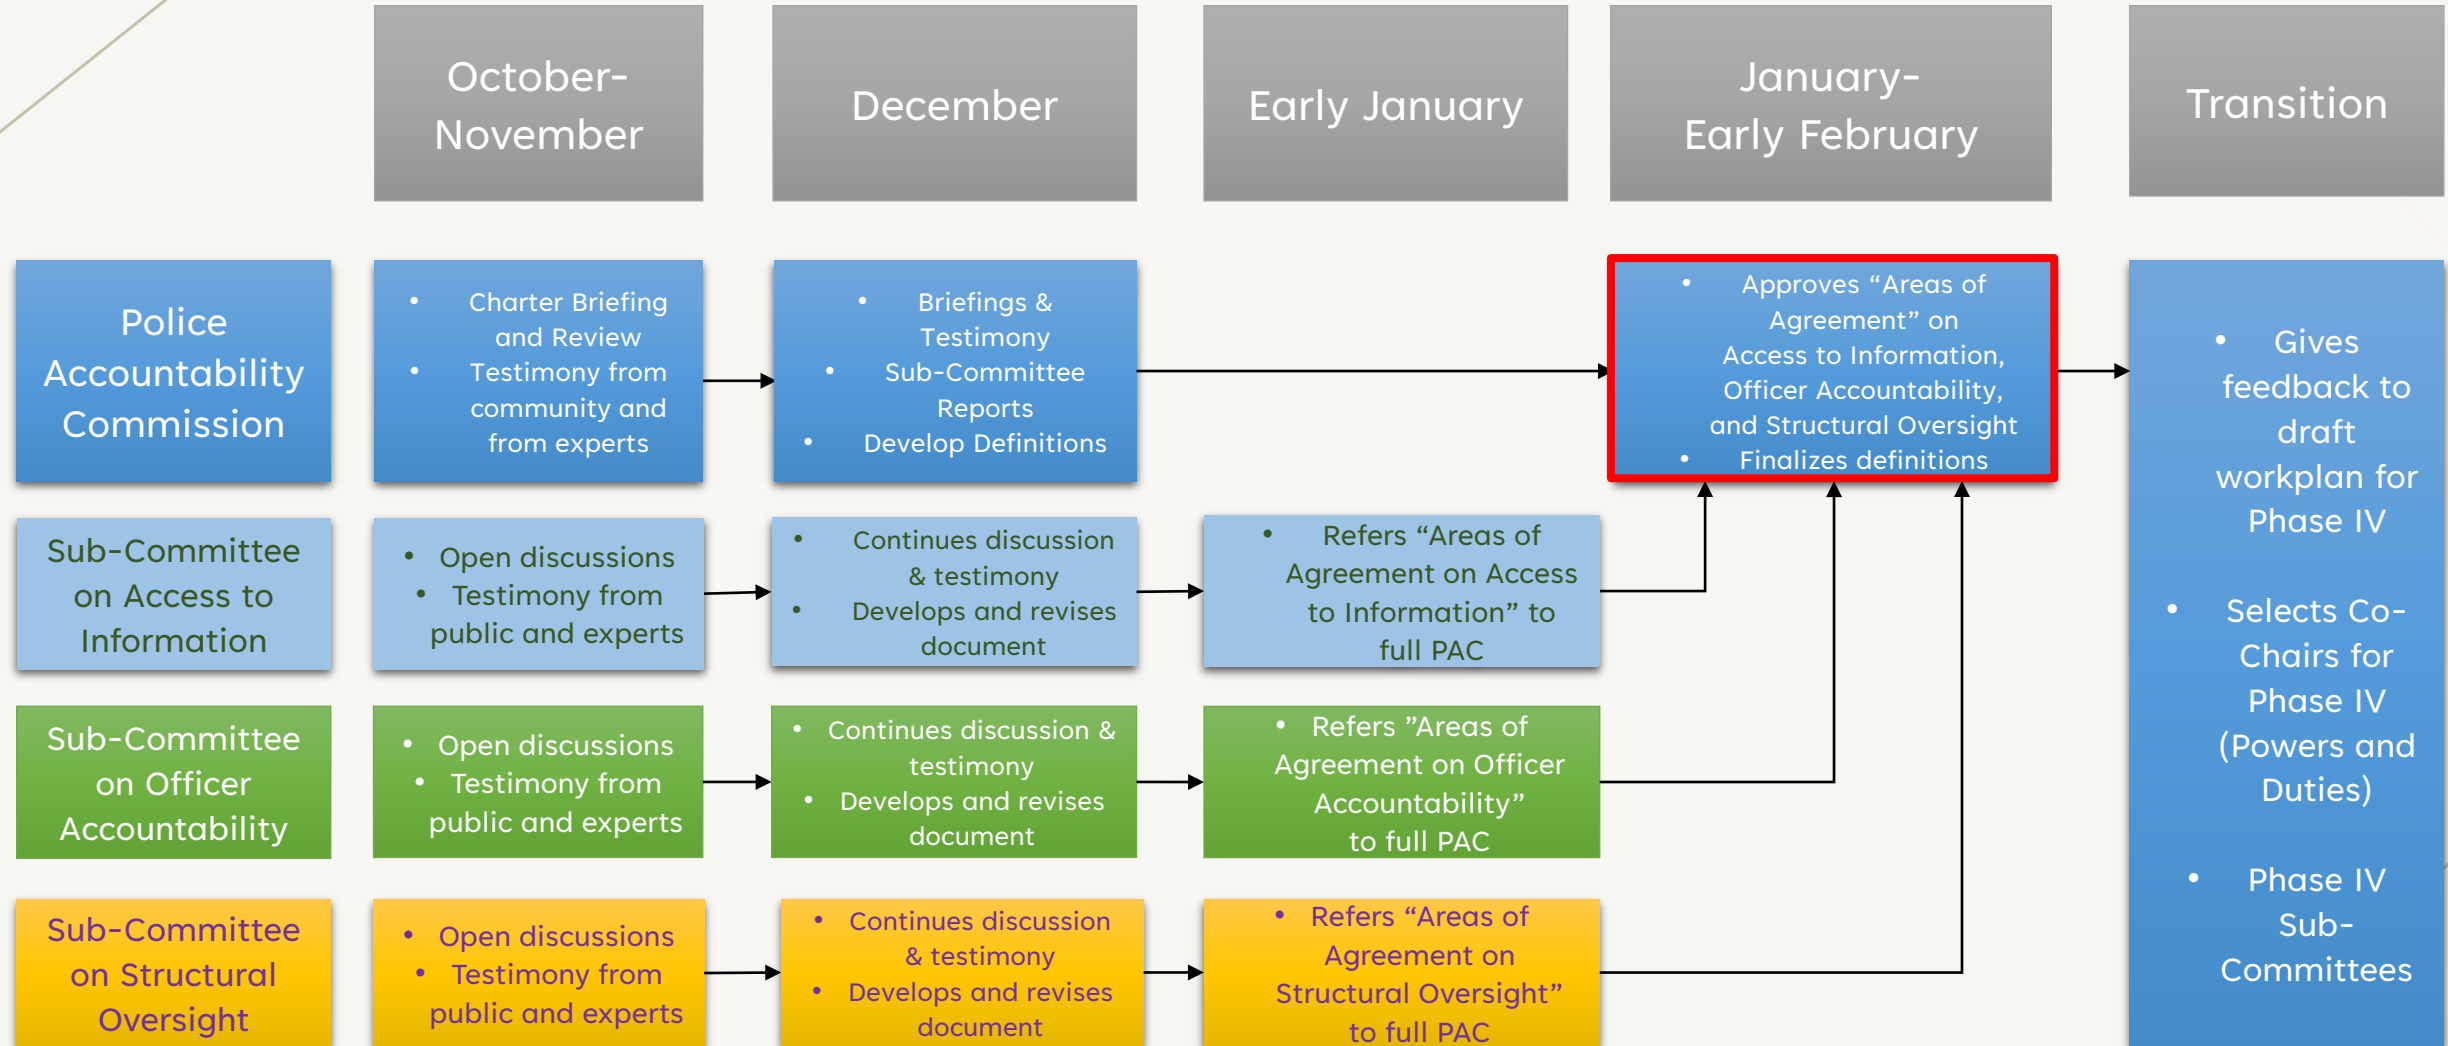 October-
November
December
Early January
January-
Early February
Transition
Police
Accountability
Commission
• Charter Briefing
and Review
• Testimony from
community and
from experts
• Briefings &
Testimony
• Sub-Committee
Reports
• Develop Definitions
• Approves “Areas of
Agreement” on
Access to Information,
Officer Accountability,
and Structural Oversight
• Finalizes definitions
• Gives
feedback to
draft
workplan for
Phase IV
• Selects Co-
Chairs for
Phase IV
(Powers and
Duties)
• Phase IV
Sub-
Committees
Sub-Committee
on Access to
Information
• Open discussions
• Testimony from
public and experts
• Continues discussion
& testimony
• Develops and revises
document
• Refers “Areas of
Agreement on Access
to Information” to
full PAC
Sub-Committee
on Officer
Accountability
• Open discussions
• Testimony from
public and experts
• Continues discussion &
testimony
• Develops and revises
document
• Refers ”Areas of
Agreement on Officer
Accountability”
to full PAC
Sub-Committee
on Structural
Oversight
• Open discussions
• Testimony from
public and experts
• Continues discussion
& testimony
• Develops and revises
document
• Refers “Areas of
Agreement on
Structural Oversight”
to full PAC